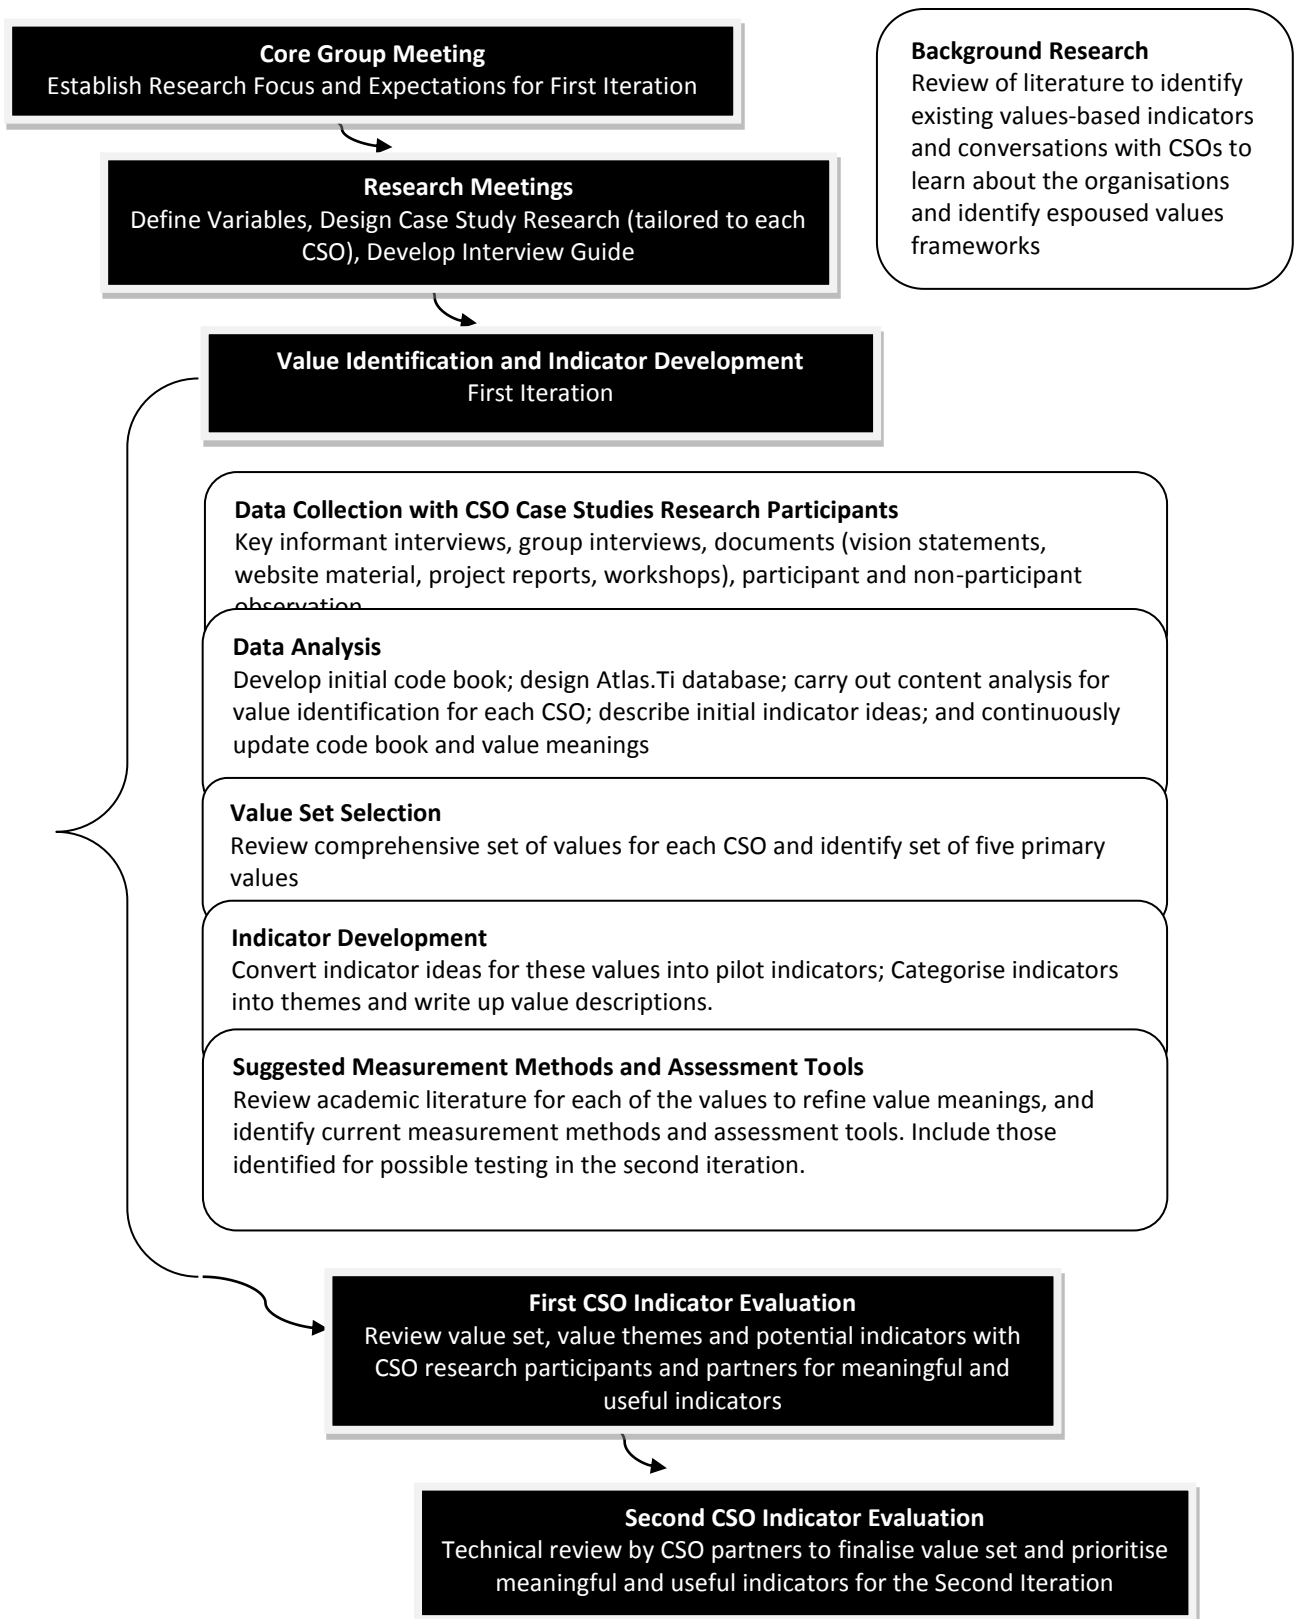 Core Group Meeting
Establish Research Focus and Expectations for First Iteration
Background Research
Review of literature to identify
existing values-based indicators
and conversations with CSOs to
learn about the organisations
and identify espoused values
frameworks
Research Meetings
Define Variables, Design Case Study Research (tailored to each
CSO), Develop Interview Guide
Value Identification and Indicator Development
First Iteration
Data Collection with CSO Case Studies Research Participants
Key informant interviews, group interviews, documents (vision statements,
website material, project reports, workshops), participant and non-participant
observation
Data Analysis
Develop initial code book; design Atlas.Ti database; carry out content analysis for
value identification for each CSO; describe initial indicator ideas; and continuously
update code book and value meanings
Value Set Selection
Review comprehensive set of values for each CSO and identify set of five primary
values
Indicator Development
Convert indicator ideas for these values into pilot indicators; Categorise indicators
into themes and write up value descriptions.
Suggested Measurement Methods and Assessment Tools
Review academic literature for each of the values to refine value meanings, and
identify current measurement methods and assessment tools. Include those
identified for possible testing in the second iteration.
First CSO Indicator Evaluation
Review value set, value themes and potential indicators with
CSO research participants and partners for meaningful and
useful indicators
Second CSO Indicator Evaluation
Technical review by CSO partners to finalise value set and prioritise
meaningful and useful indicators for the Second Iteration